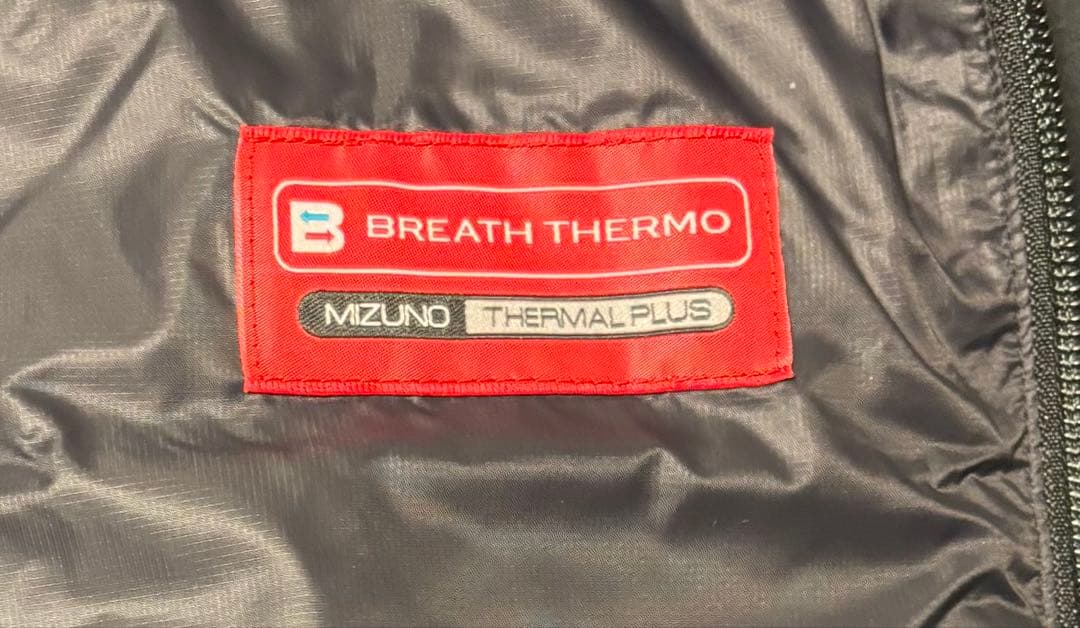 B BREATH THERMO
MIZUNO THERMAL PLUS